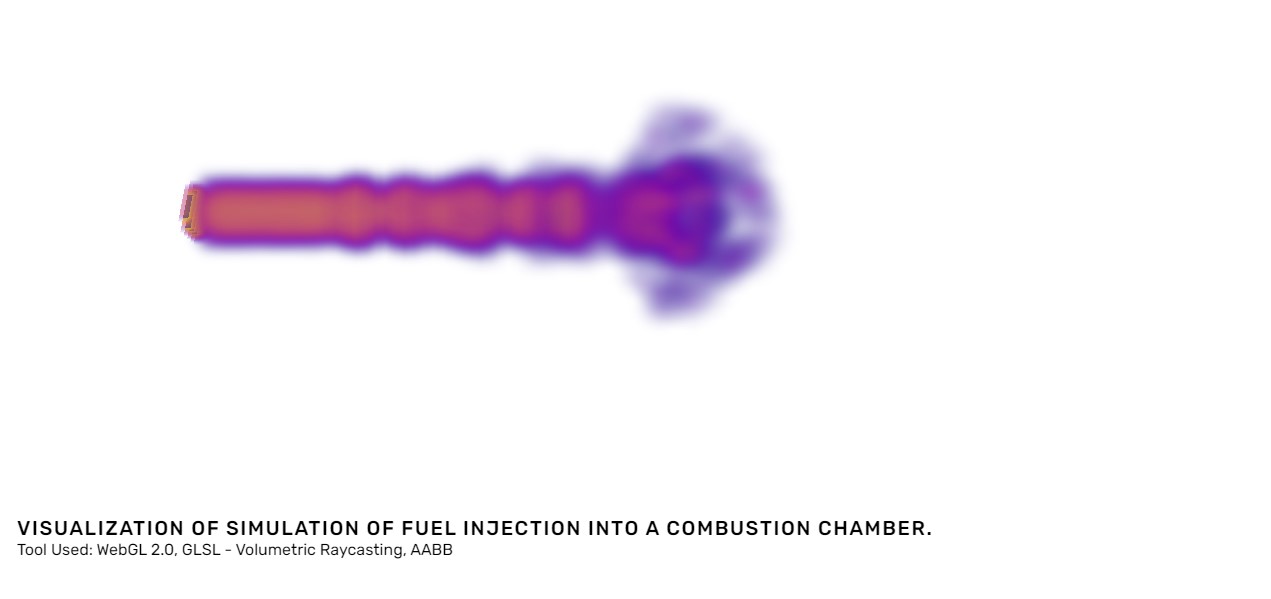 VISUALIZATION OF SIMULATION OF FUEL INJECTION INTO A COMBUSTION CHAMBER.
Tool Used: WebGL 2.0, GLSL - Volumetric Raycasting, AABB